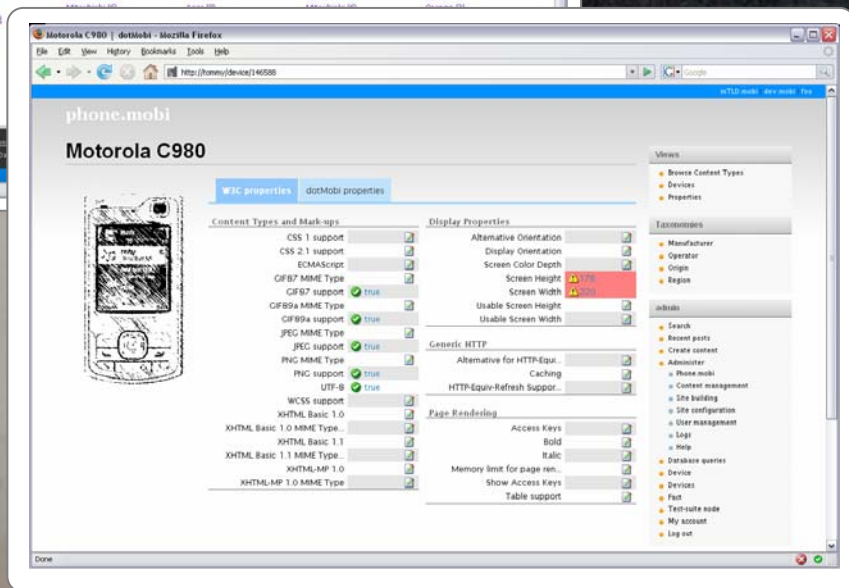 Motorola C980 | dotMobi - Mozilla Firefox
File Edit View History Bookmarks Tools Help
http://tommy/device/146588
Google
mTLD.mobi dev.mobi
phone.mobi
Motorola C980
W3C properties dotMobi properties
Content Types and Mark-ups
CSS 1 support
CSS 2.1 support
ECMAScript
GIF87 MIME Type
GIF87 support true
GIF89a MIME Type
GIF89a support true
JPEG MIME Type
JPEG support true
PNG MIME Type
PNG support true
UTF-8 true
WCSS support
XHTML Basic 1.0
XHTML Basic 1.0 MIME Type...
XHTML Basic 1.1
XHTML Basic 1.1 MIME Type...
XHTML-MP 1.0
XHTML-MP 1.0 MIME Type
Display Properties
Alternative Orientation
Display Orientation
Screen Color Depth
Screen Height 176
Screen Width 220
Usable Screen Height
Usable Screen Width
Generic HTTP
Alternative for HTTP-Equi...
Caching
HTTP-Equiv-Refresh Suppor...
Page Rendering
Access Keys
Bold
Italic
Memory limit for page ren...
Show Access Keys
Table support
Views
Browse Content Types
Devices
Properties
Taxonomies
Manufacturer
Operator
Origin
Region
admin
Search
Recent posts
Create content
Administer
Phone.mobi
Content management
Site building
Site configuration
User management
Logs
Help
Database queries
Device
Devices
Fact
Test-suite node
My account
Log out
Done